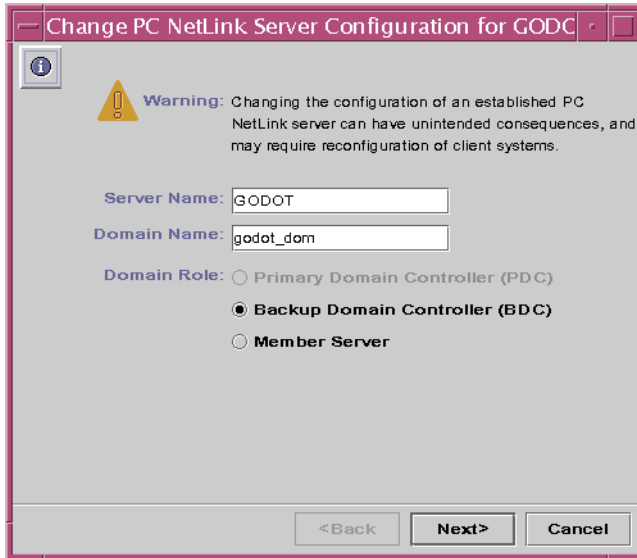 Change PC NetLink Server Configuration for GODC
Warning: Changing the configuration of an established PC
NetLink server can have unintended consequences, and
may require reconfiguration of client systems.
Server Name: GODOT
Domain Name: godot_dom
Domain Role: Primary Domain Controller (PDC)
Backup Domain Controller (BDC)
Member Server
<Back Next> Cancel